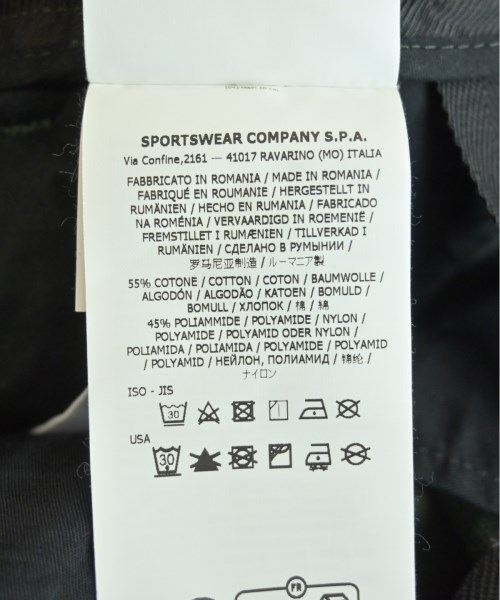 SPORTSWEAR COMPANY S.P.A.
Via Confine,2161 — 41017 RAVARINO (MO) ITALIA
FABBRICATO IN ROMANIA / MADE IN ROMANIA /
FABRIQUÉ EN ROUMANIE / HERGESTELLT IN
RUMÄNIEN / HECHO EN RUMANIA / FABRICADO
NA ROMÉNIA / VERVAARDIGD IN ROEMENIË /
FREMSTILLET I RUMÆNIEN / TILLVERKAD I
RUMÄNIEN / СДЕЛАНО В РУМЫНИИ /
罗马尼亚制造 / ルーマニア製
55% COTONE / COTTON / COTON / BAUMWOLLE /
ALGODÓN / ALGODÃO / KATOEN / BOMULD /
BOMULL / ХЛОПОК / 棉 / 綿
45% POLIAMMIDE / POLYAMIDE / NYLON /
POLYAMIDE / POLYAMID ODER NYLON /
POLIAMIDA / POLIAMIDA / POLYAMIDE / POLYAMID
/ POLYAMID / НЕЙЛОН, ПОЛИАМИД / 锦纶 /
ナイロン
ISO - JIS
30
USA
30
FR